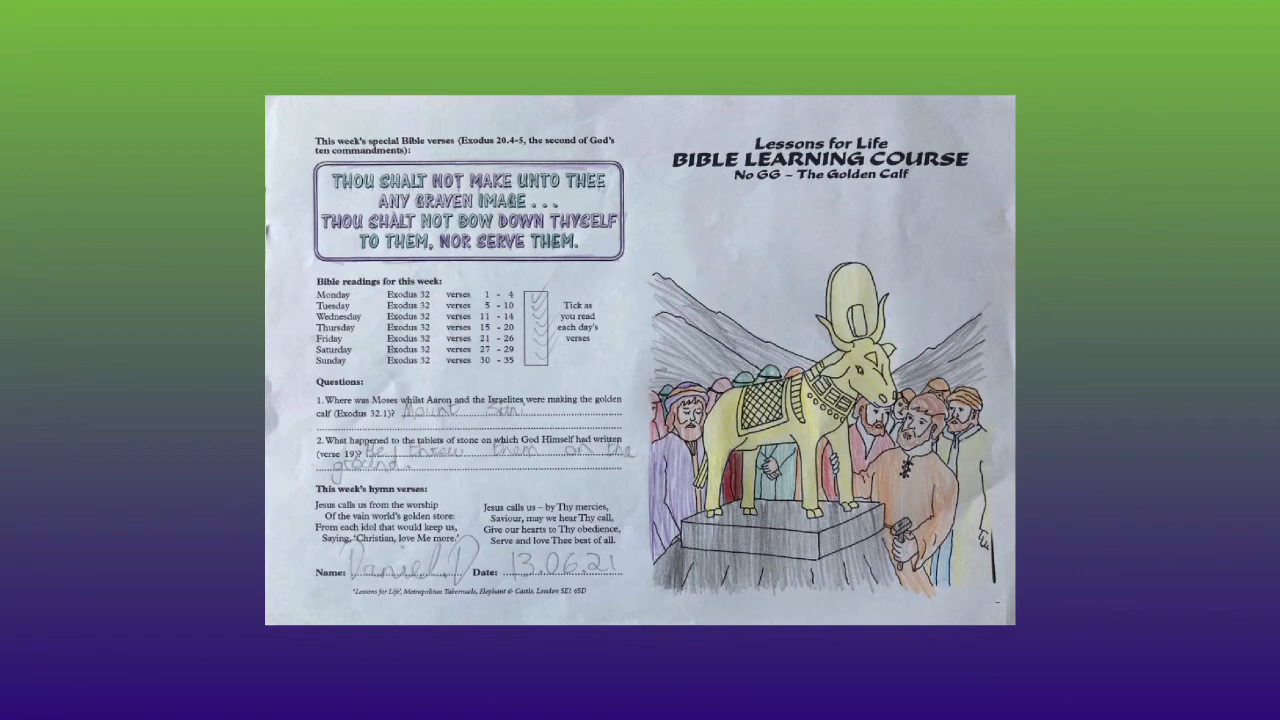 This week's special Bible verses (Exodus 20.4-5, the second of God's
ten commandments):
THOU SHALT NOT MAKE UNTO THEE
ANY GRAVEN IMAGE . . .
THOU SHALT NOT BOW DOWN THYSELF
TO THEM, NOR SERVE THEM.
Bible readings for this week:
Monday Exodus 32 verses 1 - 4
Tuesday Exodus 32 verses 5 - 10
Wednesday Exodus 32 verses 11 - 14
Thursday Exodus 32 verses 15 - 20
Friday Exodus 32 verses 21 - 26
Saturday Exodus 32 verses 27 - 29
Sunday Exodus 32 verses 30 - 35
Tick as
you read
each day's
verses
Questions:
1. Where was Moses whilst Aaron and the Israelites were making the golden
calf (Exodus 32.1)? Mount
2. What happened to the tablets of stone on which God Himself had written
(verse 19)? He threw them on the
ground.
This week's hymn verses:
Jesus calls us from the worship
Of the vain world's golden store:
From each idol that would keep us,
Saying, 'Christian, love Me more.'
Jesus calls us – by Thy mercies,
Saviour, may we hear Thy call,
Give our hearts to Thy obedience,
Serve and love Thee best of all.
Name: Daniel.D Date: 13.06.21
'Lessons for Life', Metropolitan Tabernacle, Elephant & Castle, London SE1 6SD
Lessons for Life
BIBLE LEARNING COURSE
No GG – The Golden Calf